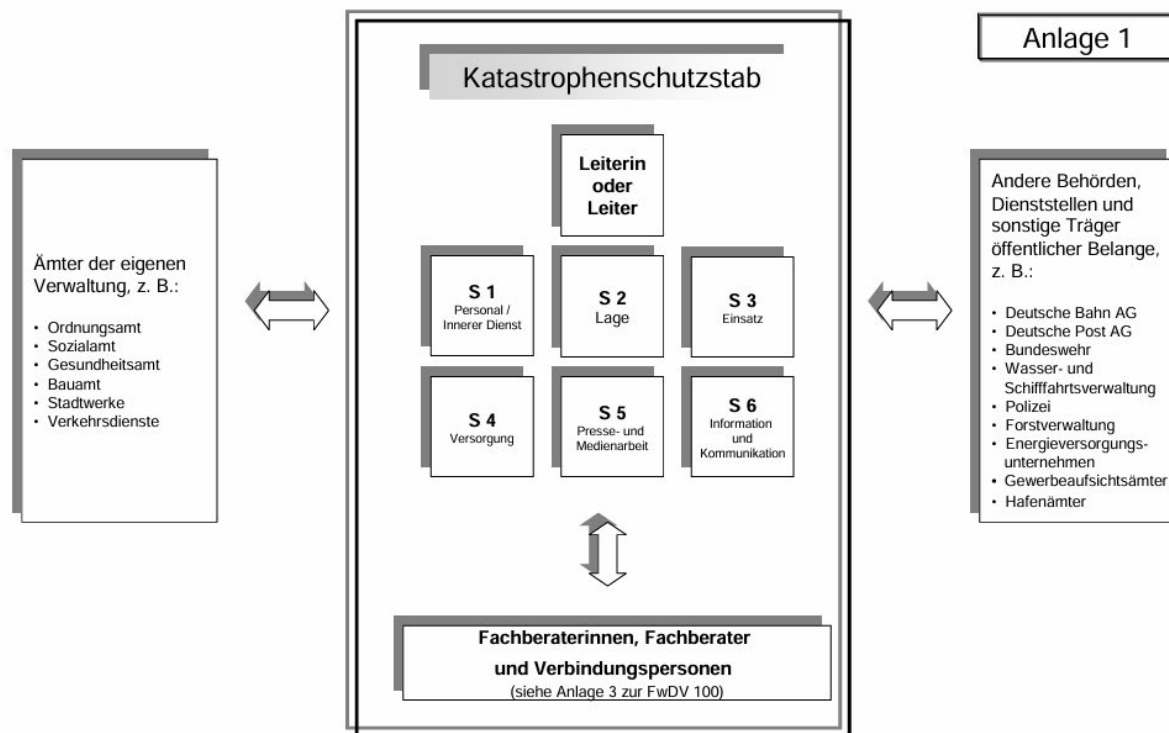 Anlage 1
Katastrophenschutzstab
Leiterin
oder
Leiter
Ämter der eigenen
Verwaltung, z. B.:
• Ordnungsamt
• Sozialamt
• Gesundheitsamt
• Bauamt
• Stadtwerke
• Verkehrsdienste
S 1
Personal /
Innerer Dienst
S 2
Lage
S 3
Einsatz
S 4
Versorgung
S 5
Presse- und
Medienarbeit
S 6
Information
und
Kommunikation
Andere Behörden,
Dienststellen und
sonstige Träger
öffentlicher Belange,
z. B.:
• Deutsche Bahn AG
• Deutsche Post AG
• Bundeswehr
• Wasser- und
Schifffahrtsverwaltung
• Polizei
• Forstverwaltung
• Energieversorgungs-
unternehmen
• Gewerbeaufsichtsämter
• Hafenämter
Fachberaterinnen, Fachberater
und Verbindungspersonen
(siehe Anlage 3 zur FwDV 100)